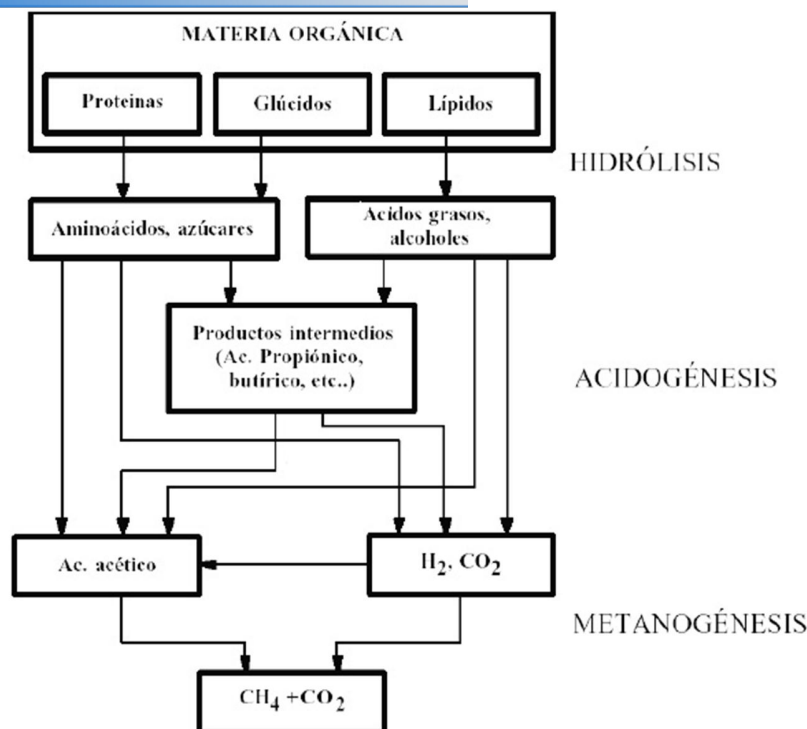 MATERIA ORGÁNICA
Proteinas
Glúcidos
Lípidos
HIDRÓLISIS
Aminoácidos, azúcares
Acidos grasos,
alcoholes
Productos intermedios
(Ac. Propiónico,
butírico, etc..)
ACIDOGÉNESIS
Ac. acético
H2, CO2
METANOGÉNESIS
CH4 +CO2